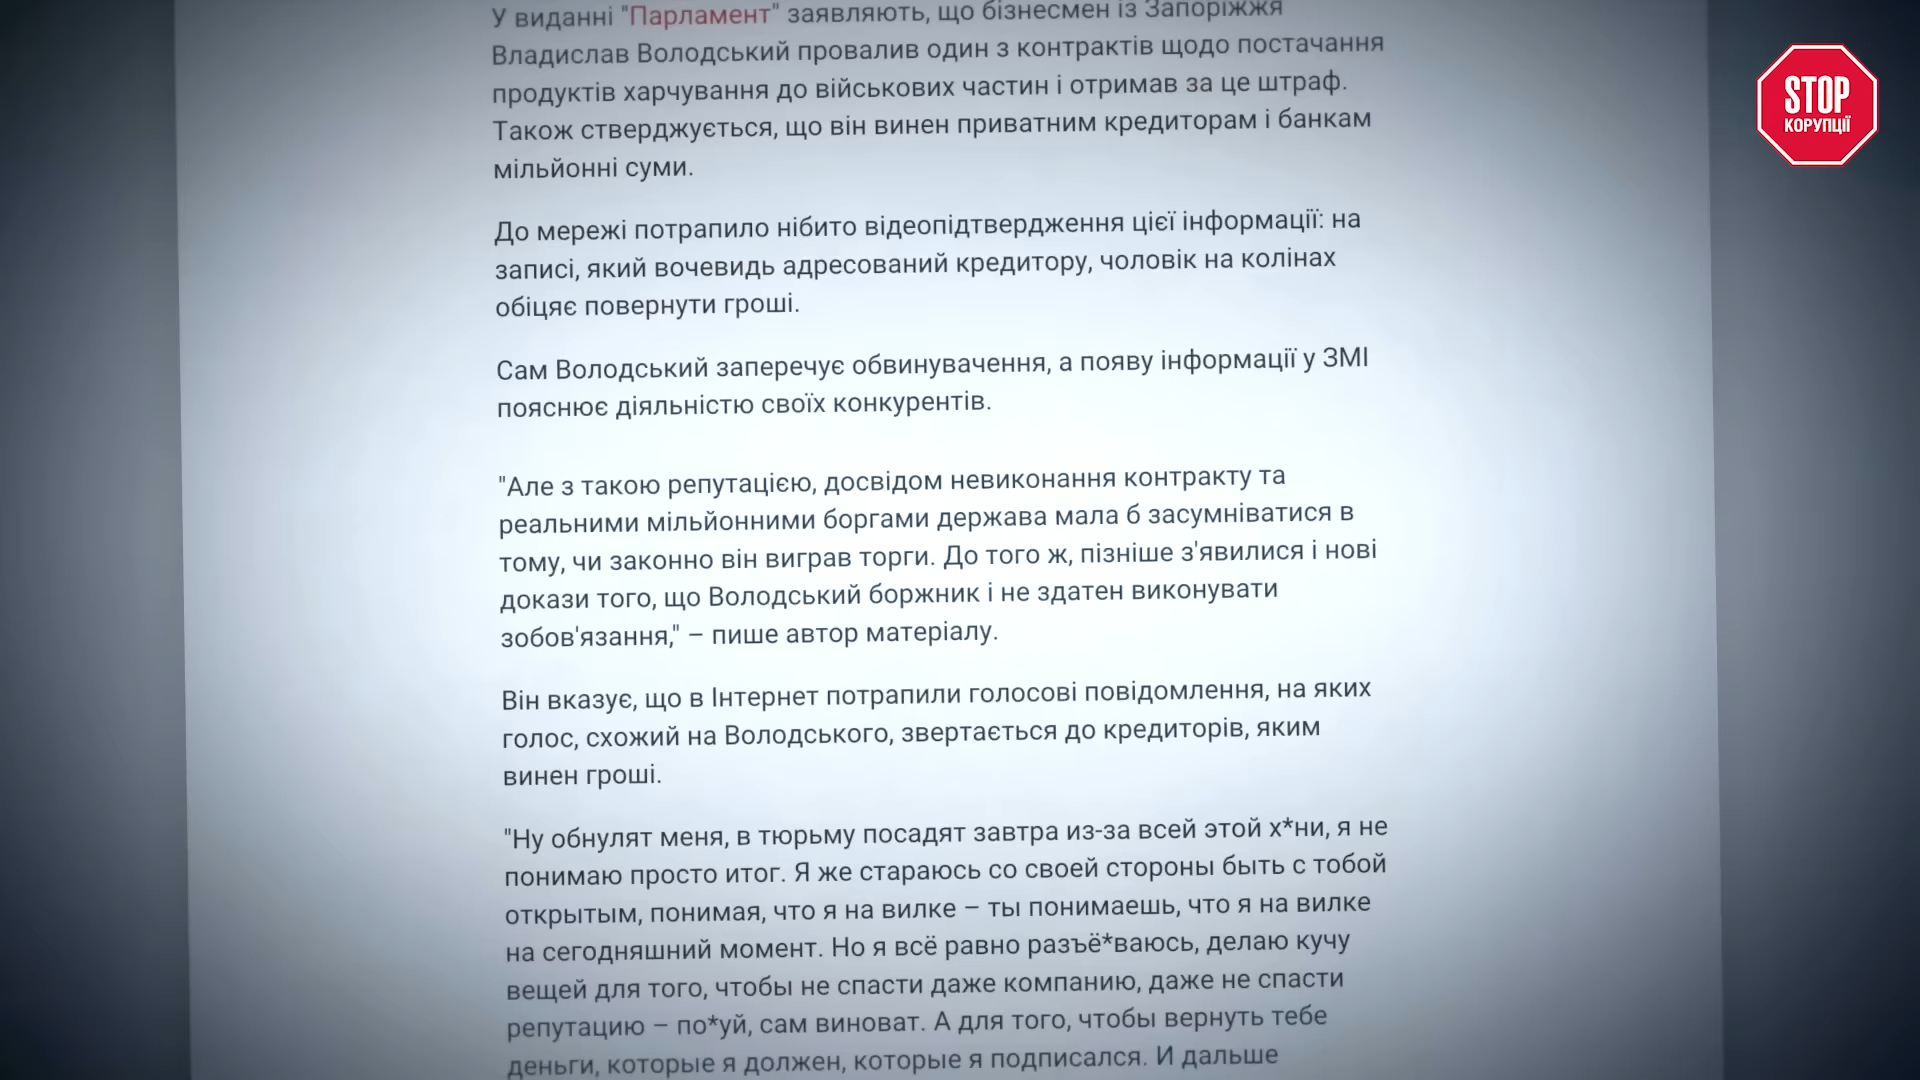 У виданні "Парламент" заявляють, що бізнесмен із Запоріжжя
Владислав Володський провалив один з контрактів щодо постачання
продуктів харчування до військових частин і отримав за це штраф.
Також стверджується, що він винен приватним кредиторам і банкам
мільйонні суми.
До мережі потрапило нібито відеопідтвердження цієї інформації: на
записі, який вочевидь адресований кредитору, чоловік на колінах
обіцяє повернути гроші.
Сам Володський заперечує обвинувачення, а появу інформації у ЗМІ
пояснює діяльністю своїх конкурентів.
"Але з такою репутацією, досвідом невиконання контракту та
реальними мільйонними боргами держава мала б засумніватися в
тому, чи законно він виграв торги. До того ж, пізніше з'явилися і нові
докази того, що Володський боржник і не здатен виконувати
зобов'язання," – пише автор матеріалу.
Він вказує, що в Інтернет потрапили голосові повідомлення, на яких
голос, схожий на Володського, звертається до кредиторів, яким
винен гроші.
"Ну обнулят меня, в тюрьму посадят завтра из-за всей этой х*ни, я не
понимаю просто итог. Я же стараюсь со своей стороны быть с тобой
открытым, понимая, что я на вилке – ты понимаешь, что я на вилке
на сегодняшний момент. Но я всё равно разъё*ваюсь, делаю кучу
вещей для того, чтобы не спасти даже компанию, даже не спасти
репутацию – по*уй, сам виноват. А для того, чтобы вернуть тебе
деньги, которые я должен, которые я подписался. И дальше
STOP
КОРУПЦІЇ